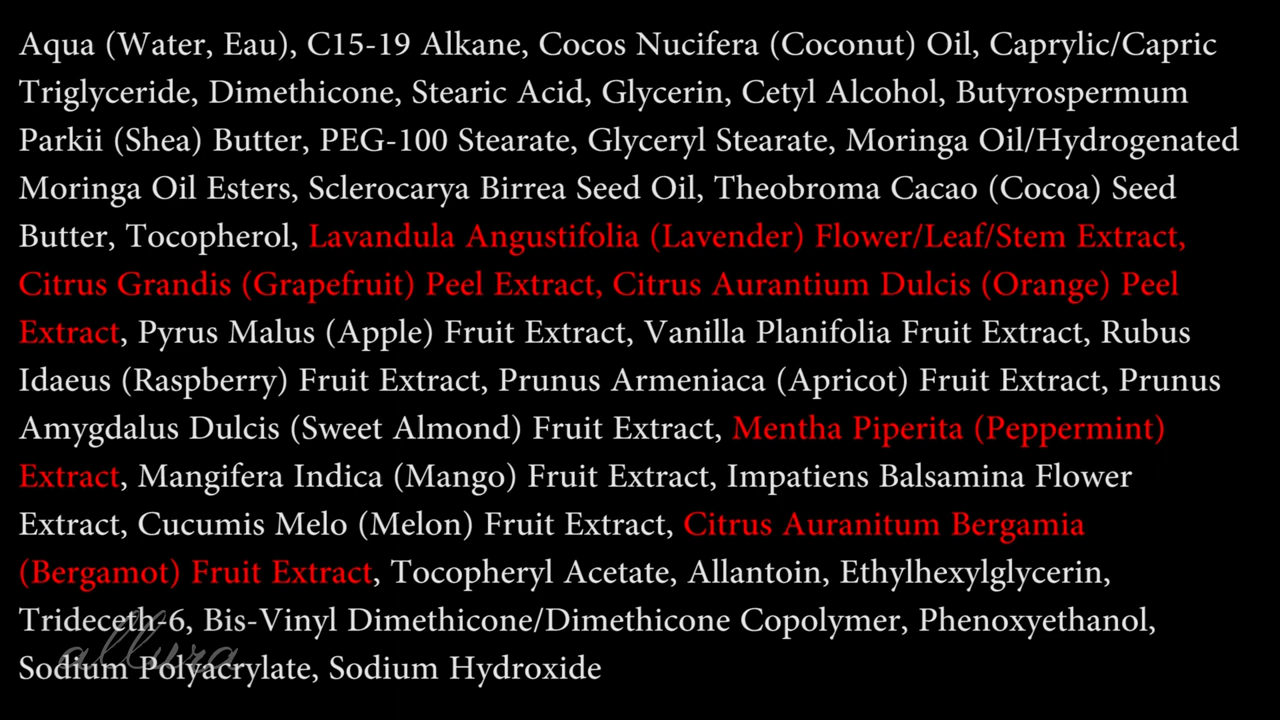 Aqua (Water, Eau), C15-19 Alkane, Cocos Nucifera (Coconut) Oil, Caprylic/Capric
Triglyceride, Dimethicone, Stearic Acid, Glycerin, Cetyl Alcohol, Butyrospermum
Parkii (Shea) Butter, PEG-100 Stearate, Glyceryl Stearate, Moringa Oil/Hydrogenated
Moringa Oil Esters, Sclerocarya Birrea Seed Oil, Theobroma Cacao (Cocoa) Seed
Butter, Tocopherol, Lavandula Angustifolia (Lavender) Flower/Leaf/Stem Extract,
Citrus Grandis (Grapefruit) Peel Extract, Citrus Aurantium Dulcis (Orange) Peel
Extract, Pyrus Malus (Apple) Fruit Extract, Vanilla Planifolia Fruit Extract, Rubus
Idaeus (Raspberry) Fruit Extract, Prunus Armeniaca (Apricot) Fruit Extract, Prunus
Amygdalus Dulcis (Sweet Almond) Fruit Extract, Mentha Piperita (Peppermint)
Extract, Mangifera Indica (Mango) Fruit Extract, Impatiens Balsamina Flower
Extract, Cucumis Melo (Melon) Fruit Extract, Citrus Auranitum Bergamia
(Bergamot) Fruit Extract, Tocopheryl Acetate, Allantoin, Ethylhexylglycerin,
Trideceth-6, Bis-Vinyl Dimethicone/Dimethicone Copolymer, Phenoxyethanol,
Sodium Polyacrylate, Sodium Hydroxide
allura